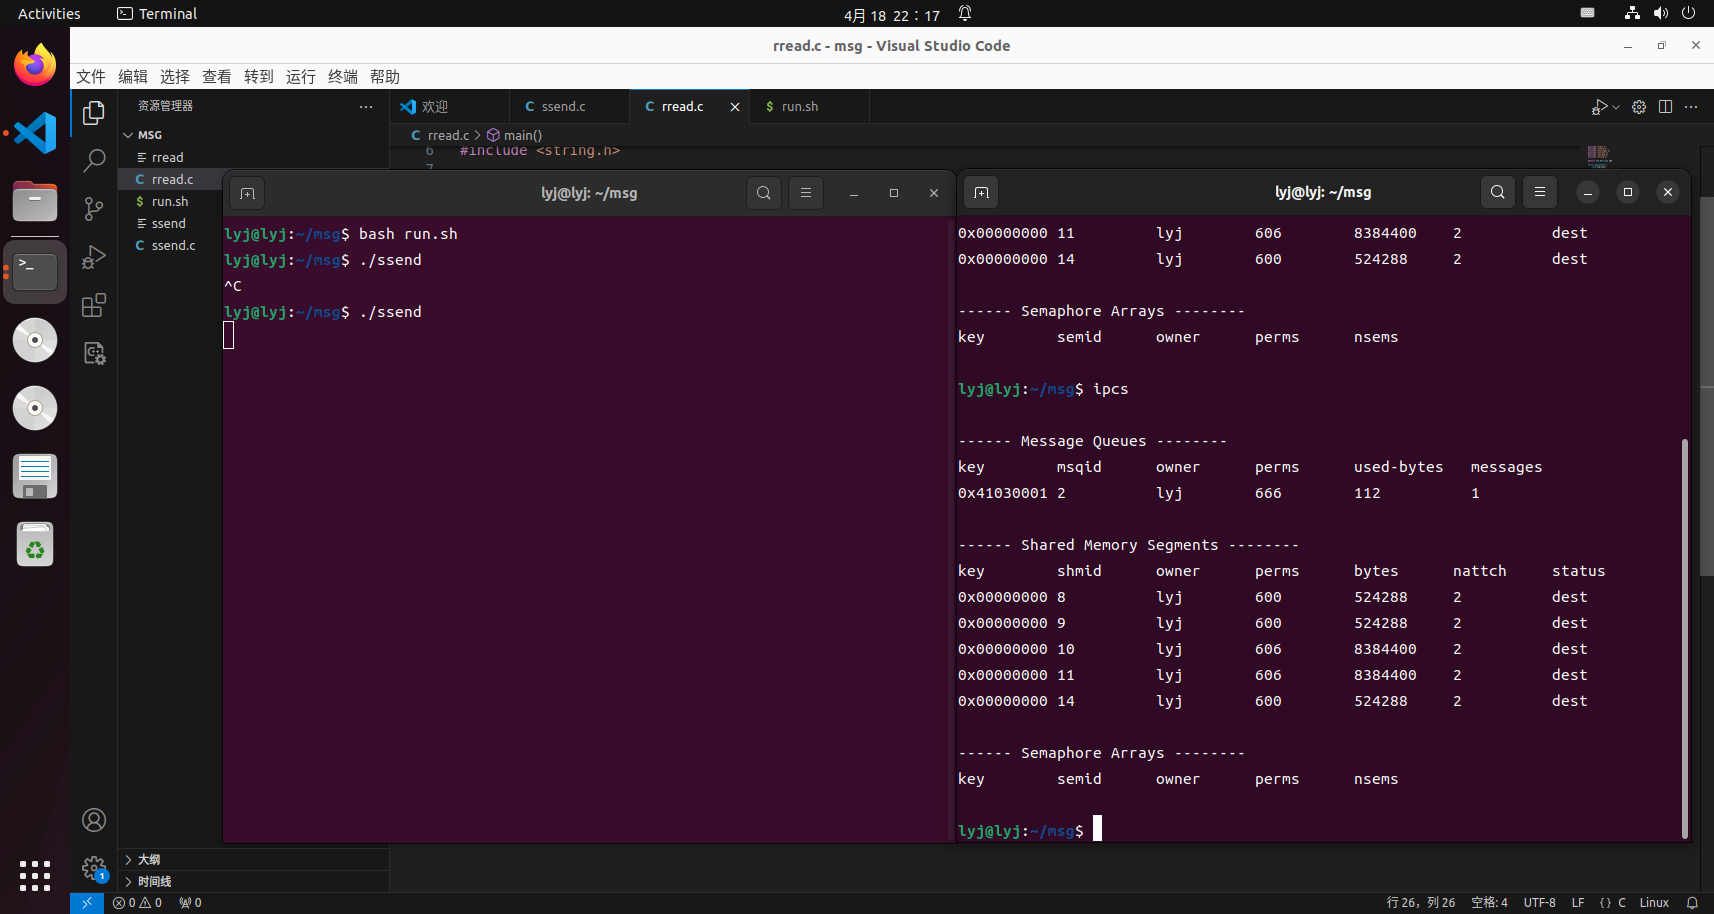 Activities Terminal 4月 18 22：17
rread.c - msg - Visual Studio Code
文件 编辑 选择 查看 转到 运行 终端 帮助
资源管理器
欢迎 ssend.c rread.c run.sh
MSG
rread.c > main()
6 #include <string.h>
7
rread
rread.c
run.sh
ssend
ssend.c
lyj@lyj: ~/msg
lyj@lyj:~/msg$ bash run.sh
lyj@lyj:~/msg$ ./ssend
^C
lyj@lyj:~/msg$ ./ssend
lyj@lyj: ~/msg
0x00000000 11 lyj 606 8384400 2 dest
0x00000000 14 lyj 600 524288 2 dest
------ Semaphore Arrays --------
key semid owner perms nsems
lyj@lyj:~/msg$ ipcs
------ Message Queues --------
key msqid owner perms used-bytes messages
0x41030001 2 lyj 666 112 1
------ Shared Memory Segments --------
key shmid owner perms bytes nattch status
0x00000000 8 lyj 600 524288 2 dest
0x00000000 9 lyj 600 524288 2 dest
0x00000000 10 lyj 606 8384400 2 dest
0x00000000 11 lyj 606 8384400 2 dest
0x00000000 14 lyj 600 524288 2 dest
------ Semaphore Arrays --------
key semid owner perms nsems
lyj@lyj:~/msg$
大纲
时间线
1
0 0 0 行 26，列 26 空格: 4 UTF-8 LF {} C Linux